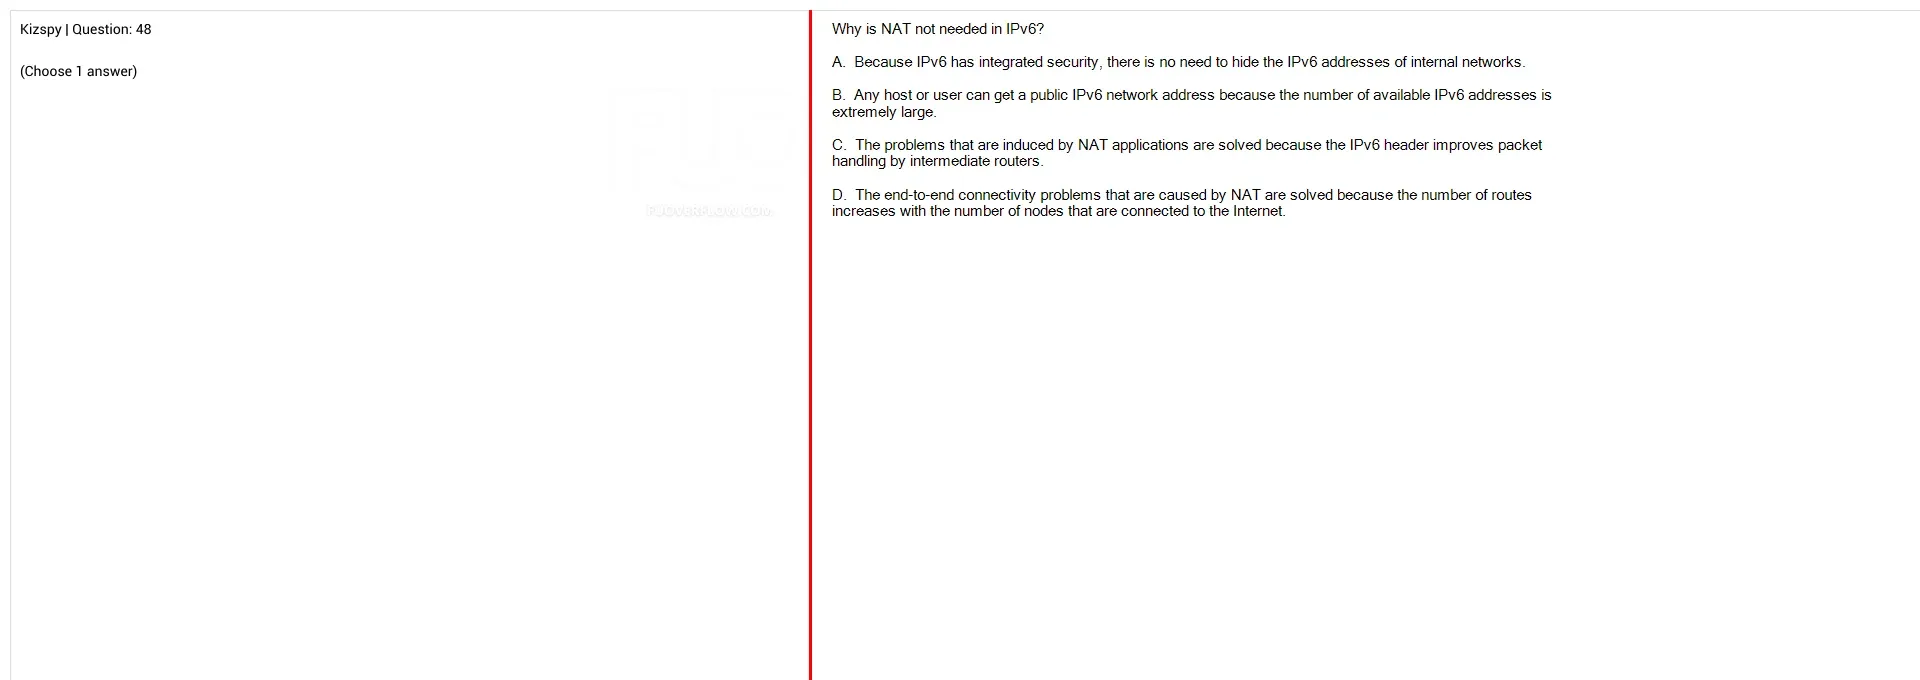 Kizspy | Question: 48
(Choose 1 answer)
FUOVERFLOW.COM
Why is NAT not needed in IPv6?
A.  Because IPv6 has integrated security, there is no need to hide the IPv6 addresses of internal networks.
B.  Any host or user can get a public IPv6 network address because the number of available IPv6 addresses is
extremely large.
C.  The problems that are induced by NAT applications are solved because the IPv6 header improves packet
handling by intermediate routers.
D.  The end-to-end connectivity problems that are caused by NAT are solved because the number of routes
increases with the number of nodes that are connected to the Internet.